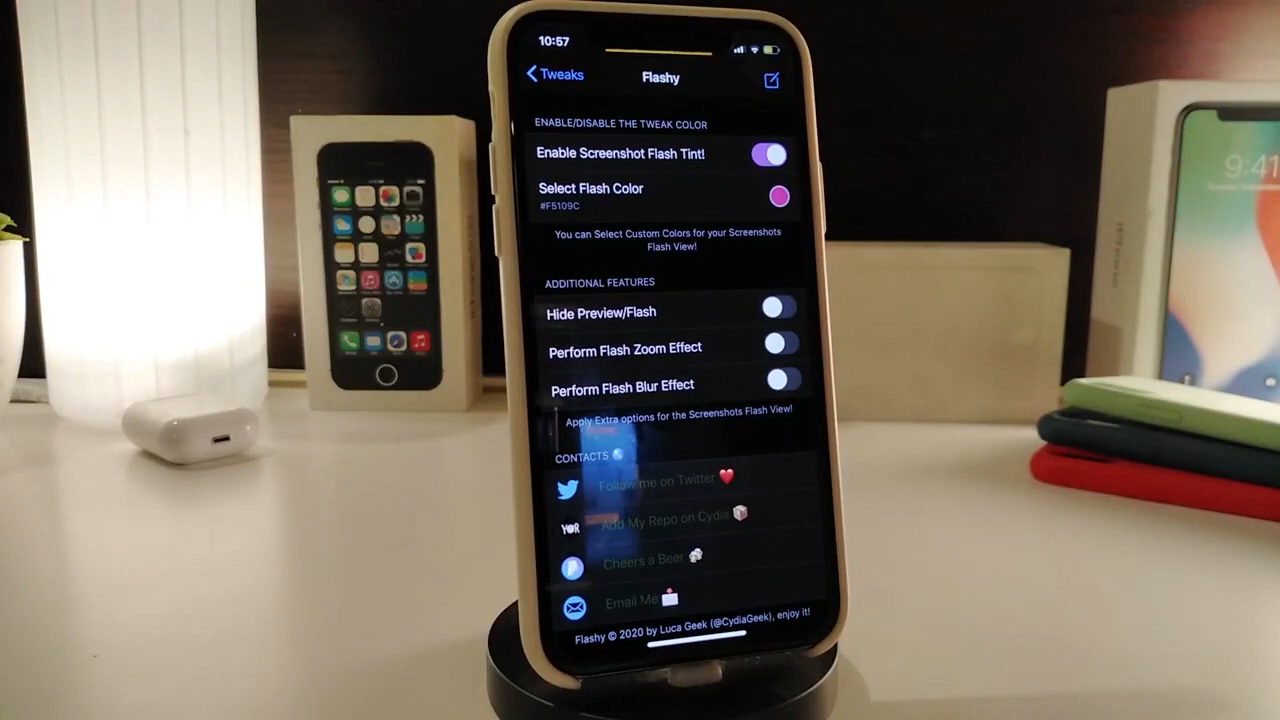 10:57
Tweaks
Flashy
ENABLE/DISABLE THE TWEAK COLOR
Enable Screenshot Flash Tint!
Select Flash Color
#F5109C
You can Select Custom Colors for your Screenshots
Flash View!
ADDITIONAL FEATURES
Hide Preview/Flash
Perform Flash Zoom Effect
Perform Flash Blur Effect
Apply Extra options for the Screenshots Flash View!
CONTACTS
Follow me on Twitter
Add My Repo on Cydia
Cheers a Beer
Email Me
Flashy © 2020 by Luca Geek (@CydiaGeek), enjoy it!
9:41